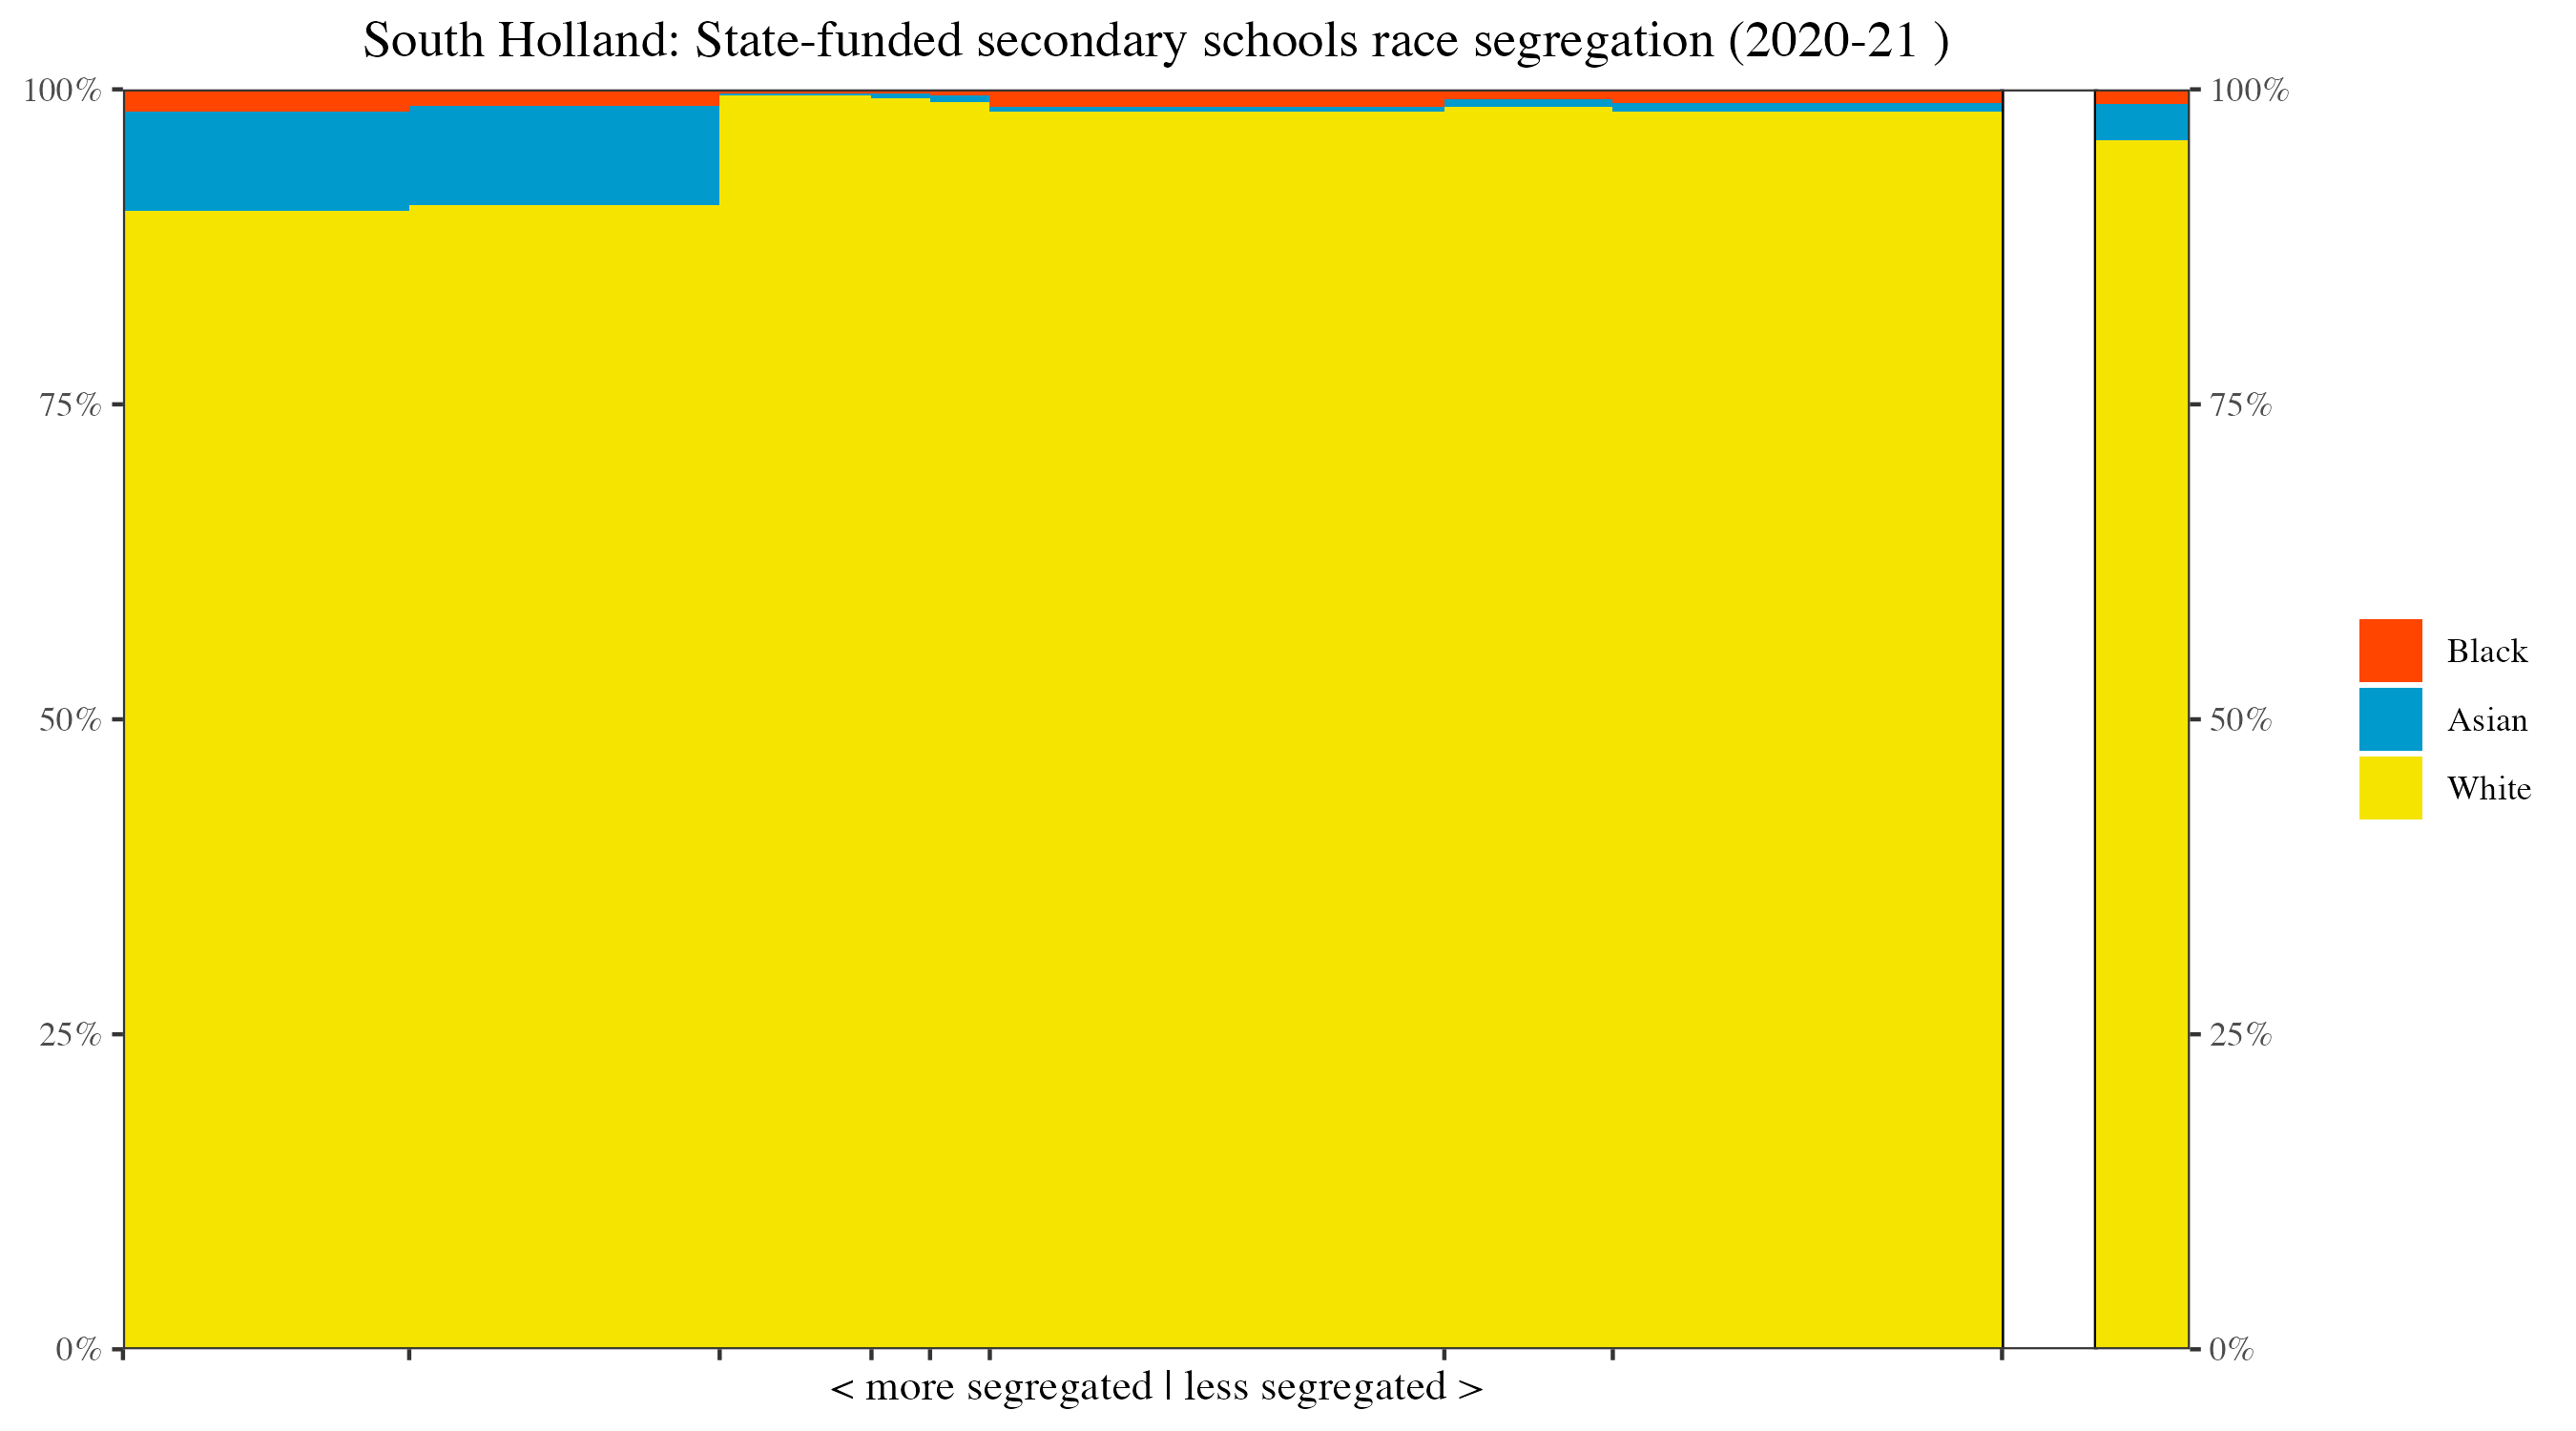 South Holland: State-funded secondary schools race segregation (2020-21 )
100%
75%
50%
25%
0%
100%
75%
50%
25%
0%
Black
Asian
White
< more segregated | less segregated >